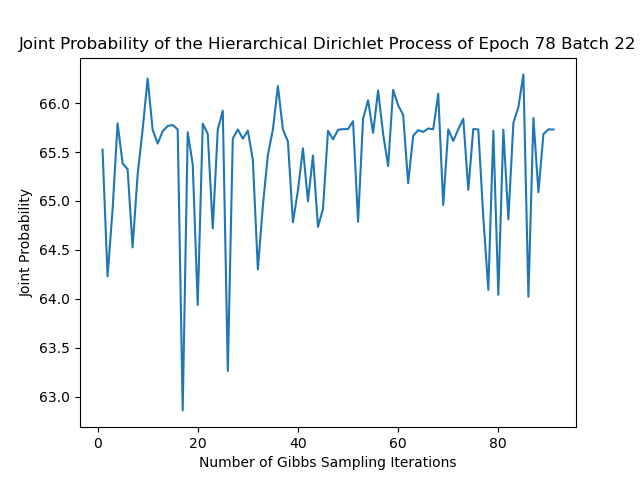 Joint Probability of the Hierarchical Dirichlet Process of Epoch 78 Batch 22
66.0
65.5
65.0
64.5
64.0
63.5
63.0
Joint Probability
0 20 40 60 80
Number of Gibbs Sampling Iterations